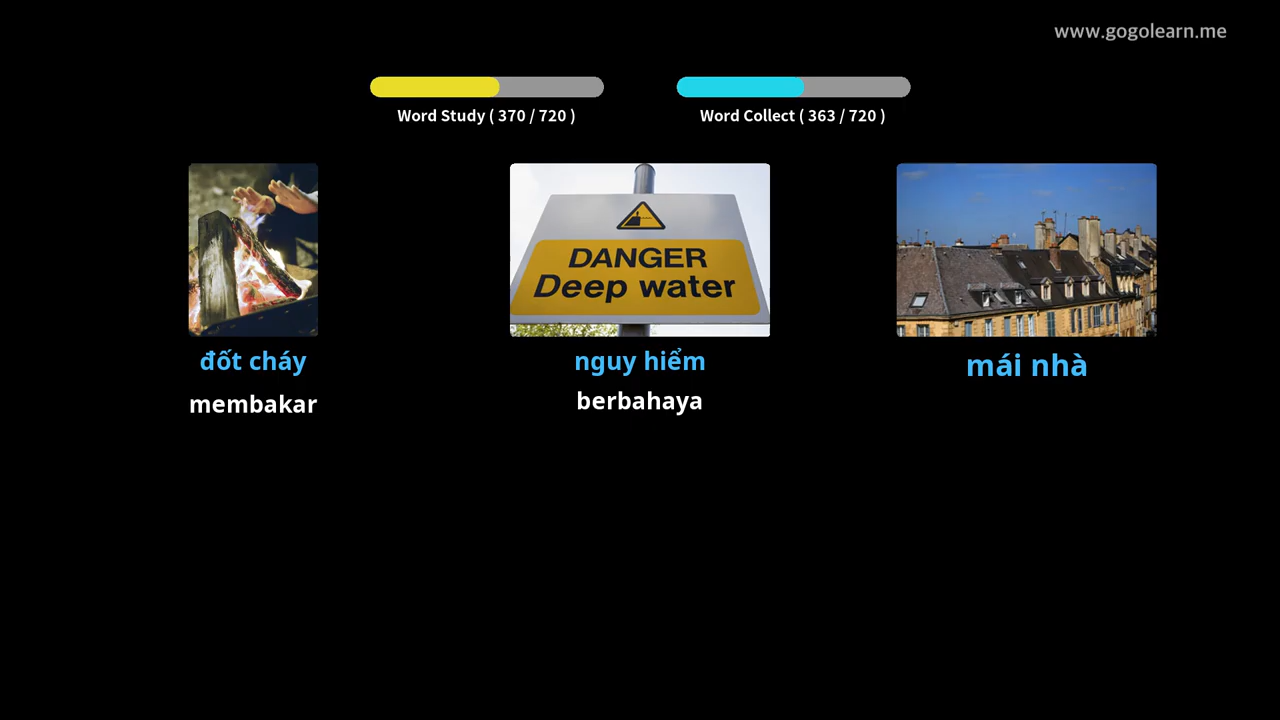 www.gogolearn.me
Word Study ( 370 / 720 )
Word Collect ( 363 / 720 )
DANGER
Deep water
đốt cháy
nguy hiểm
mái nhà
membakar
berbahaya